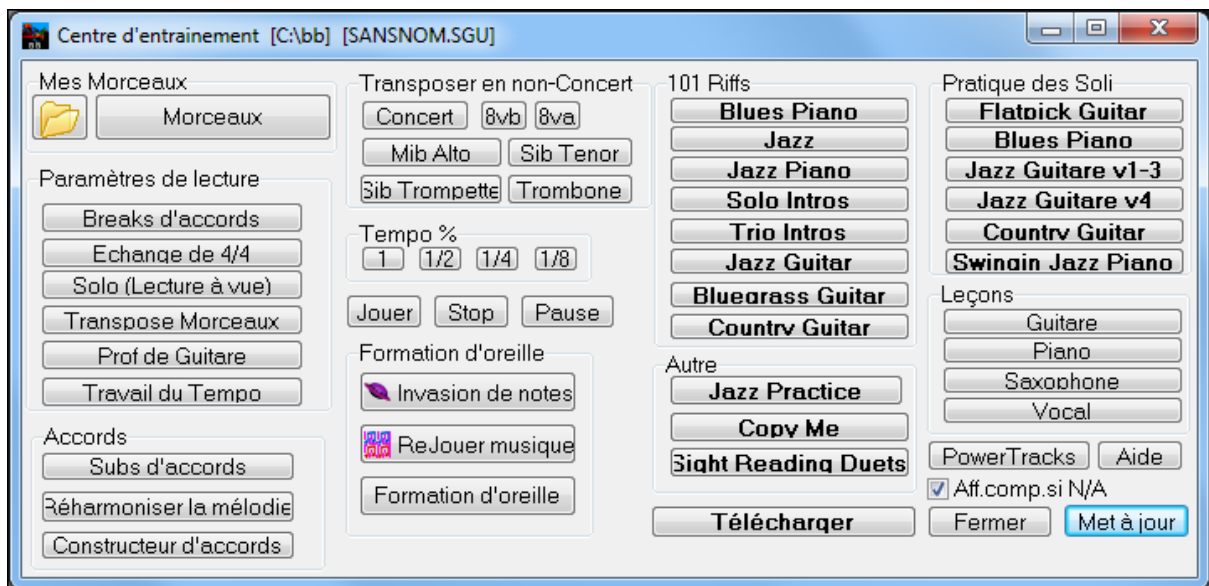 Centre d'entrainement [C:\bb] [SANSNOM.SGU]
Mes Morceaux
Morceaux
Paramètres de lecture
Breaks d'accords
Echange de 4/4
Solo (Lecture à vue)
Transpose Morceaux
Prof de Guitare
Travail du Tempo
Accords
Subs d'accords
Réharmoniser la mélodie
Constructeur d'accords
Transposer en non-Concert
Concert 8vb 8va
Mib Alto Sib Tenor
Sib Trompette Trombone
Tempo %
1 1/2 1/4 1/8
Jouer Stop Pause
Formation d'oreille
Invasion de notes
ReJouer musique
Formation d'oreille
101 Riffs
Blues Piano
Jazz
Jazz Piano
Solo Intros
Trio Intros
Jazz Guitar
Bluegrass Guitar
Country Guitar
Autre
Jazz Practice
Copy Me
Sight Reading Duets
Télécharger
Pratique des Soli
Flatpick Guitar
Blues Piano
Jazz Guitare v1-3
Jazz Guitare v4
Country Guitar
Swingin Jazz Piano
Leçons
Guitare
Piano
Saxophone
Vocal
PowerTracks Aide
Aff.comp.si N/A
Fermer Met à jour